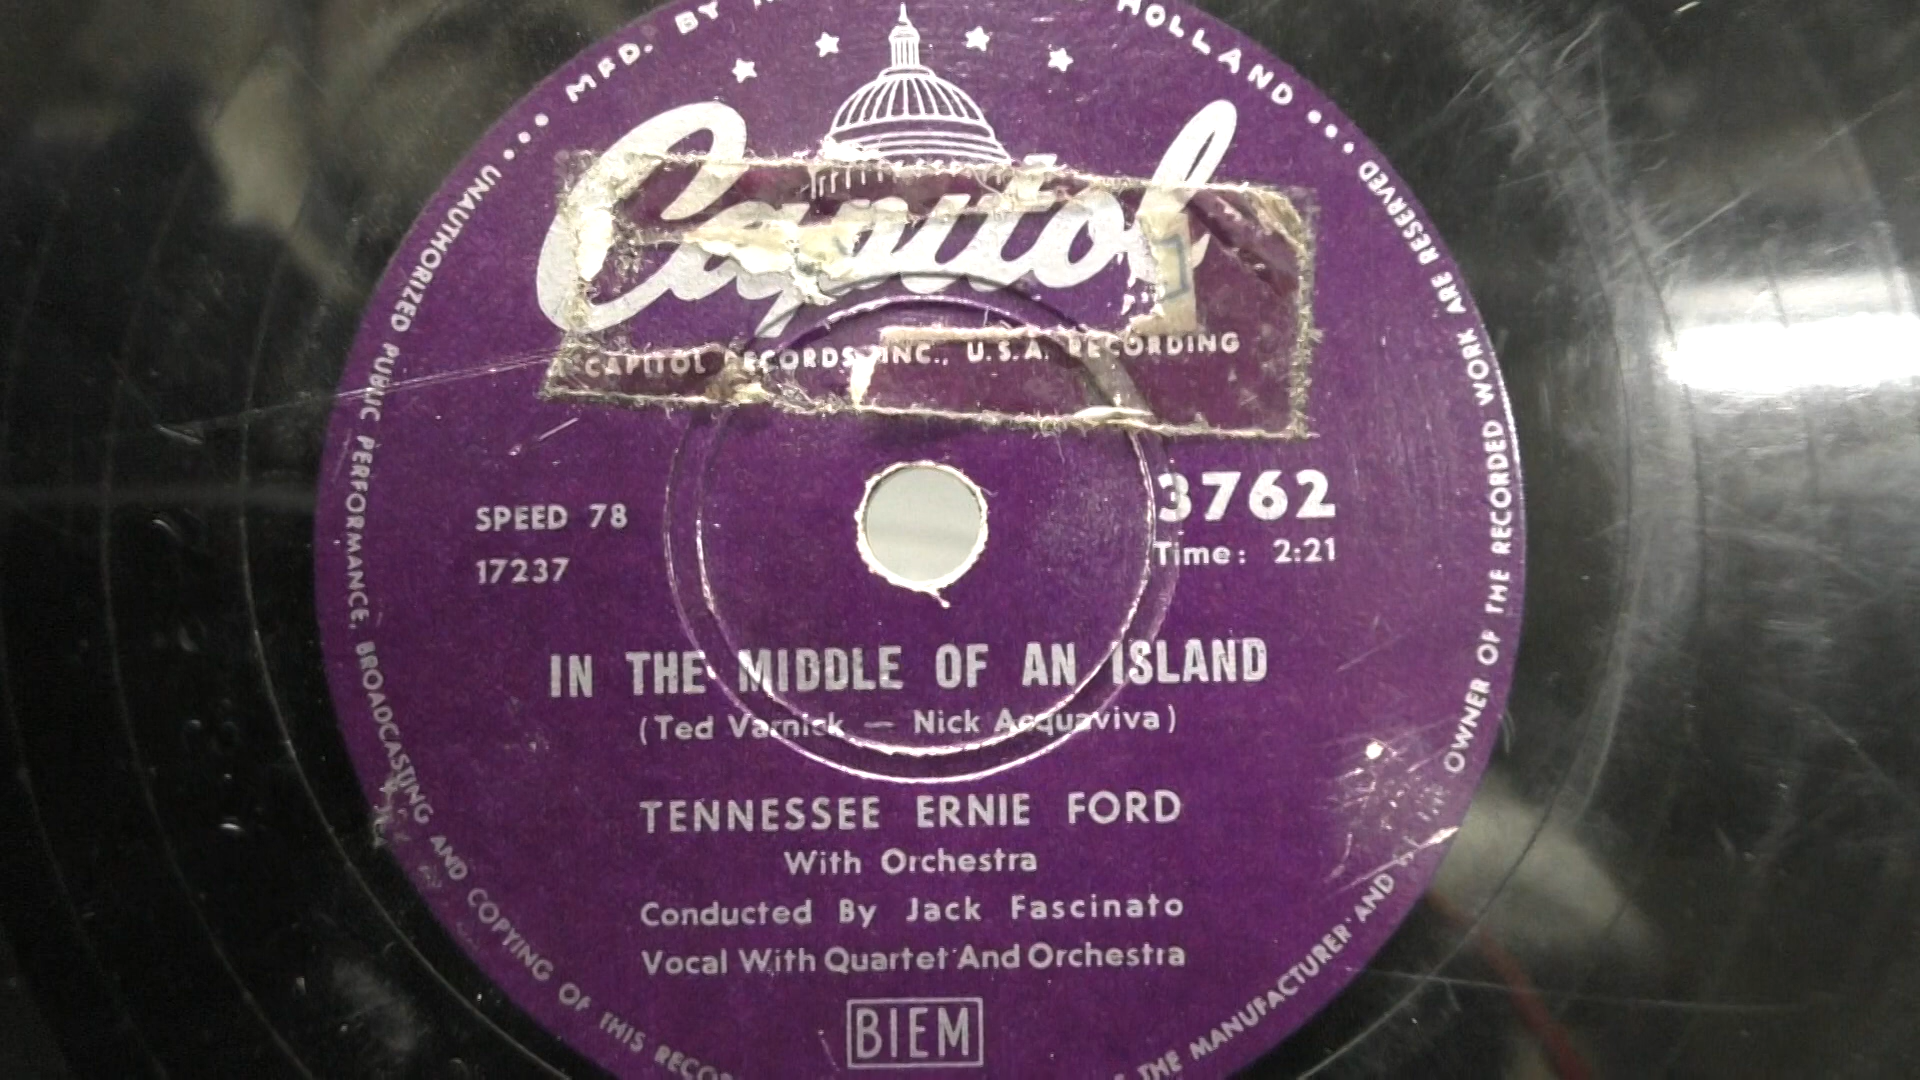 MFD. BY
HOLLAND
Capitol
CAPITOL RECORDS, INC., U.S.A. RECORDING
SPEED 78
17237
3762
Time: 2:21
IN THE MIDDLE OF AN ISLAND
(Ted Varnick — Nick Acquaviva)
TENNESSEE ERNIE FORD
With Orchestra
Conducted By Jack Fascinato
Vocal With Quartet And Orchestra
BIEM
UNAUTHORIZED PUBLIC PERFORMANCE, BROADCASTING AND COPYING OF THIS
THE MANUFACTURER AND
OWNER OF THE RECORDED WORK ARE RESERVED